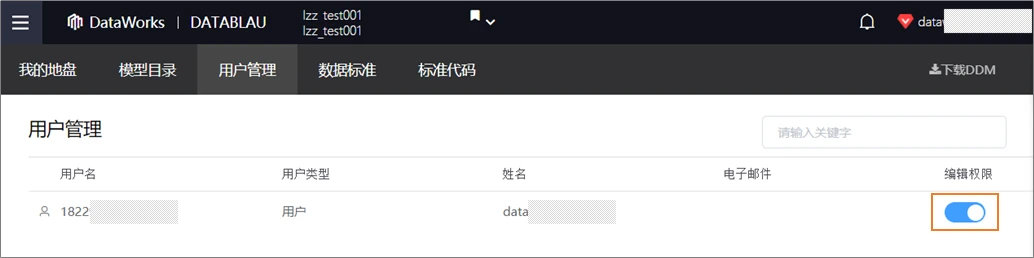 DataWorks | DATABLAU
lzz_test001
lzz_test001
data
我的地盘 模型目录 用户管理 数据标准 标准代码 下载DDM
用户管理
请输入关键字
用户名 用户类型 姓名 电子邮件 编辑权限
1822 用户 data